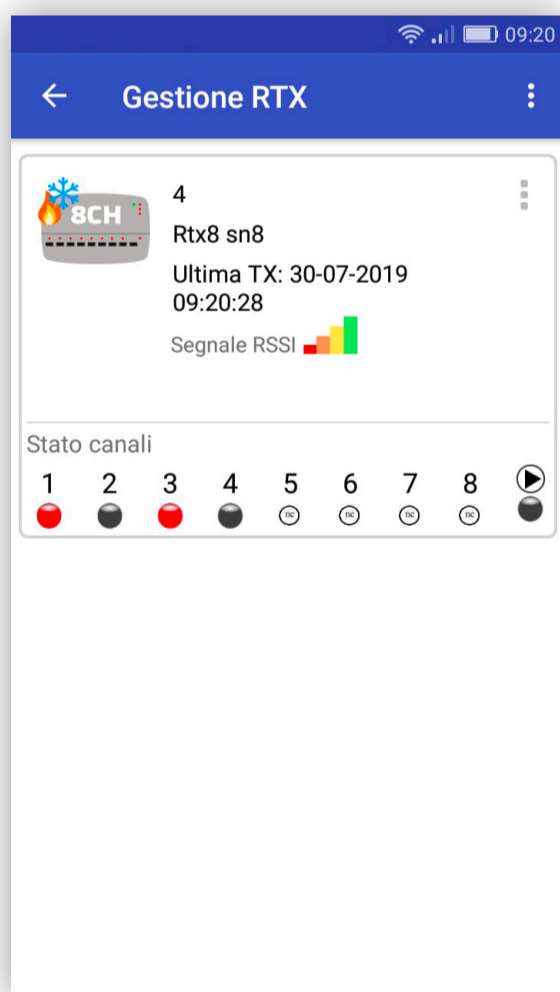 09:20
Gestione RTX
8CH
4
Rtx8 sn8
Ultima TX: 30-07-2019
09:20:28
Segnale RSSI
Stato canali
1 2 3 4 5 6 7 8
nc nc nc nc